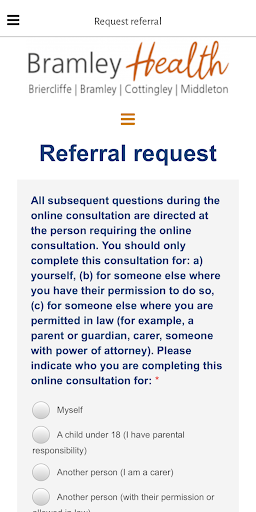 Request referral
Bramley Health
Briercliffe | Bramley | Cottingley | Middleton
Referral request
All subsequent questions during the
online consultation are directed at
the person requiring the online
consultation. You should only
complete this consultation for: a)
yourself, (b) for someone else where
you have their permission to do so,
(c) for someone else where you are
permitted in law (for example, a
parent or guardian, carer, someone
with power of attorney). Please
indicate who you are completing this
online consultation for: *
Myself
A child under 18 (I have parental
responsibility)
Another person (I am a carer)
Another person (with their permission or
allowed in law)